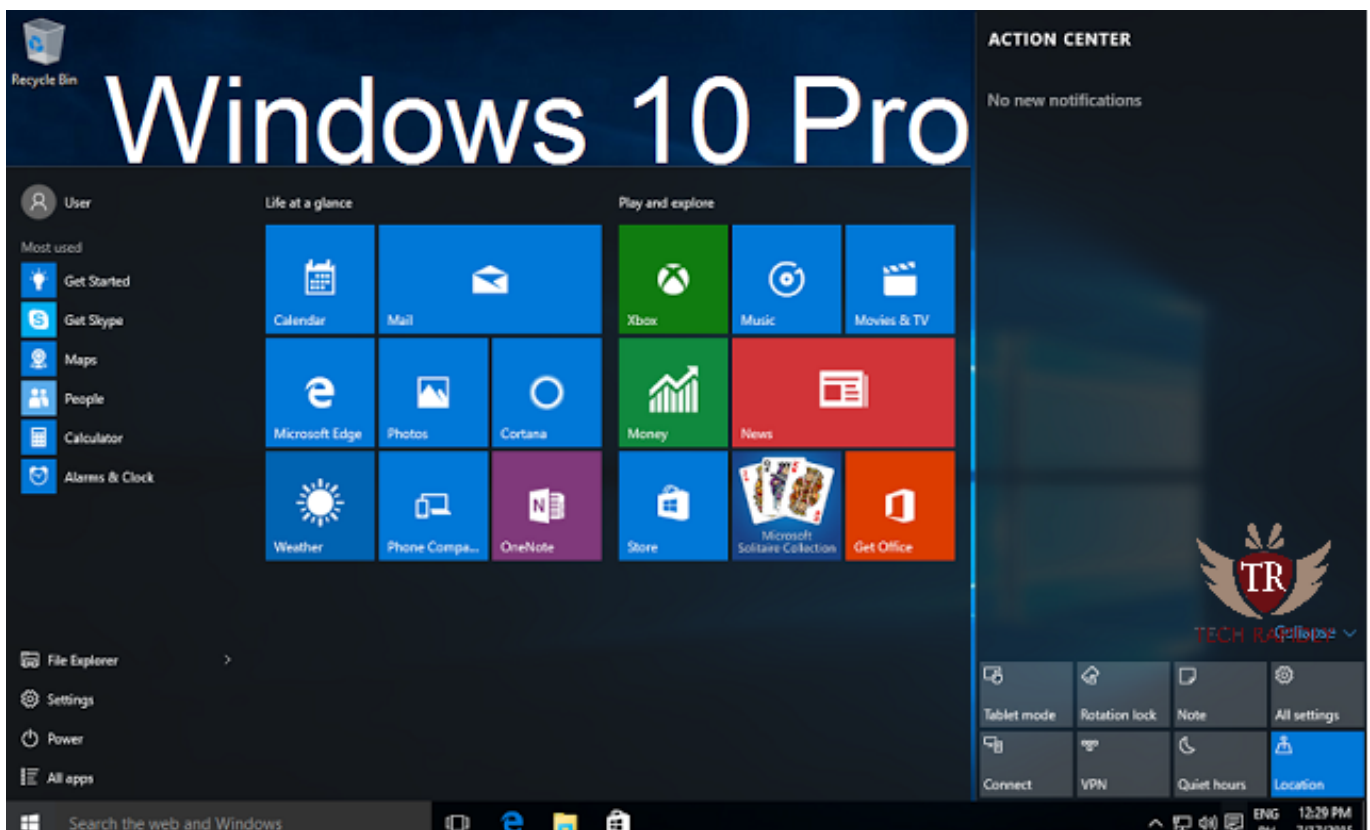 Recycle Bin
Windows 10 Pro
User
Most used
Get Started
Get Skype
Maps
People
Calculator
Alarms & Clock
File Explorer
Settings
Power
All apps
Life at a glance
Calendar
Mail
Microsoft Edge
Photos
Cortana
Weather
Phone Compa...
OneNote
Play and explore
Xbox
Music
Movies & TV
Money
News
Store
Microsoft
Solitaire Collection
Get Office
ACTION CENTER
No new notifications
TR
TECH
Collapse
Tablet mode
Rotation lock
Note
All settings
Connect
VPN
Quiet hours
Location
Search the web and Windows
ENG
12:29 PM